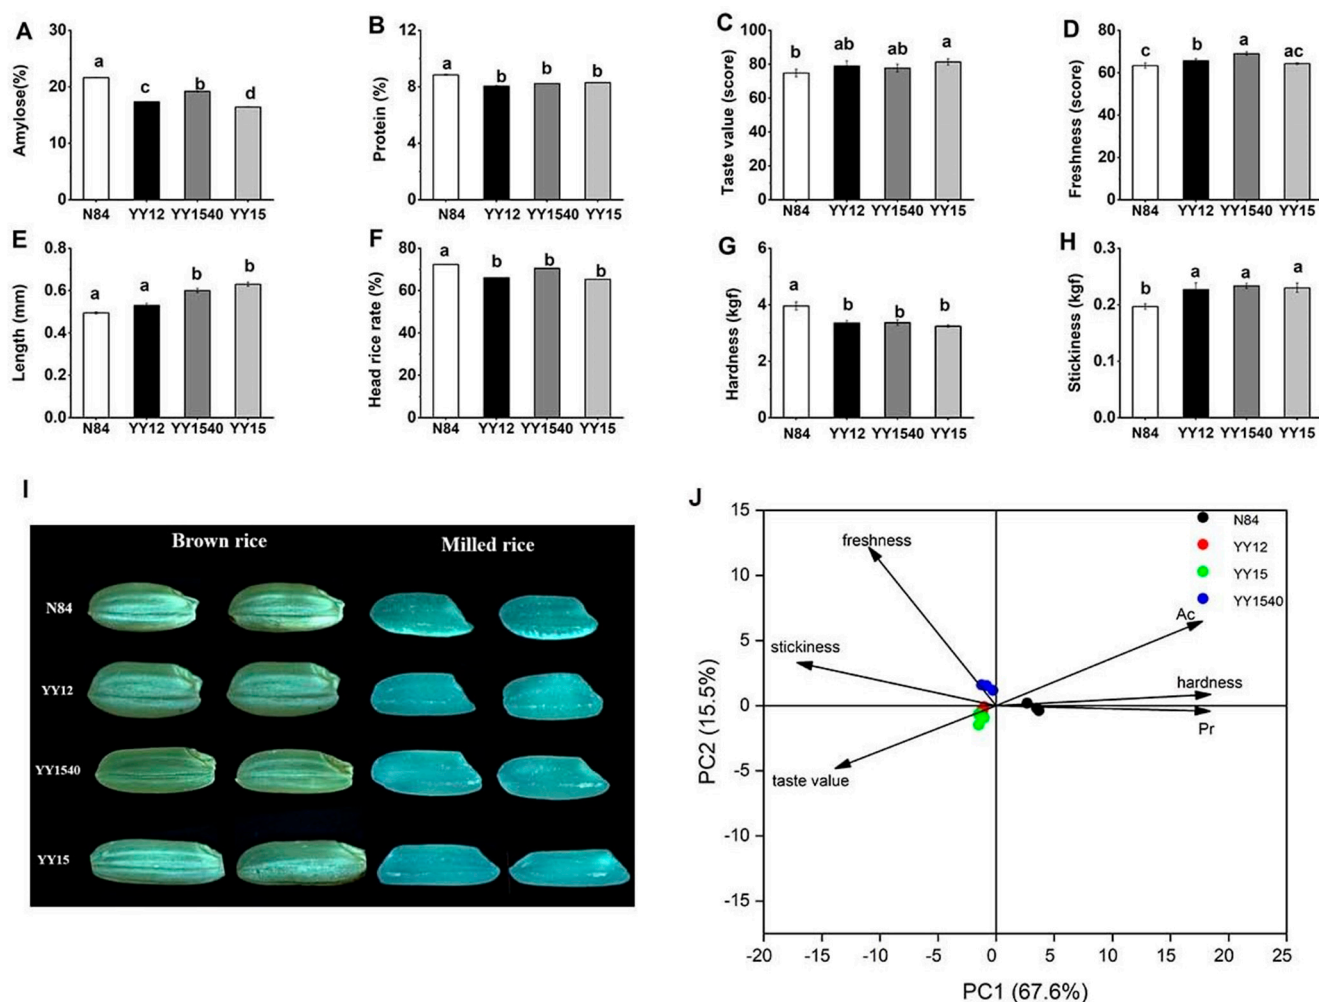 A
Amylose(%)
30
20
10
0
a
c
b
d
N84 YY12 YY1540 YY15
B
Protein (%)
12
8
4
0
a
b
b
b
N84 YY12 YY1540 YY15
C
Taste value (score)
100
80
60
40
20
0
b
ab
ab
a
N84 YY12 YY1540 YY15
D
Freshness (score)
80
60
40
20
0
c
b
a
ac
N84 YY12 YY1540 YY15
E
Length (mm)
0.8
0.6
0.4
0.2
0.0
a
a
b
b
N84 YY12 YY1540 YY15
F
Head rice rate (%)
80
60
40
20
0
a
b
b
b
N84 YY12 YY1540 YY15
G
Hardness (kgf)
6
4
2
0
a
b
b
b
N84 YY12 YY1540 YY15
H
Stickiness (kgf)
0.3
0.2
0.1
0.0
b
a
a
a
N84 YY12 YY1540 YY15
I
Brown rice Milled rice
N84
YY12
YY1540
YY15
J
PC2 (15.5%)
15
10
5
0
-5
-10
-15
freshness
stickiness
taste value
Ac
hardness
Pr
N84
YY12
YY15
YY1540
-20 -15 -10 -5 0 5 10 15 20 25
PC1 (67.6%)